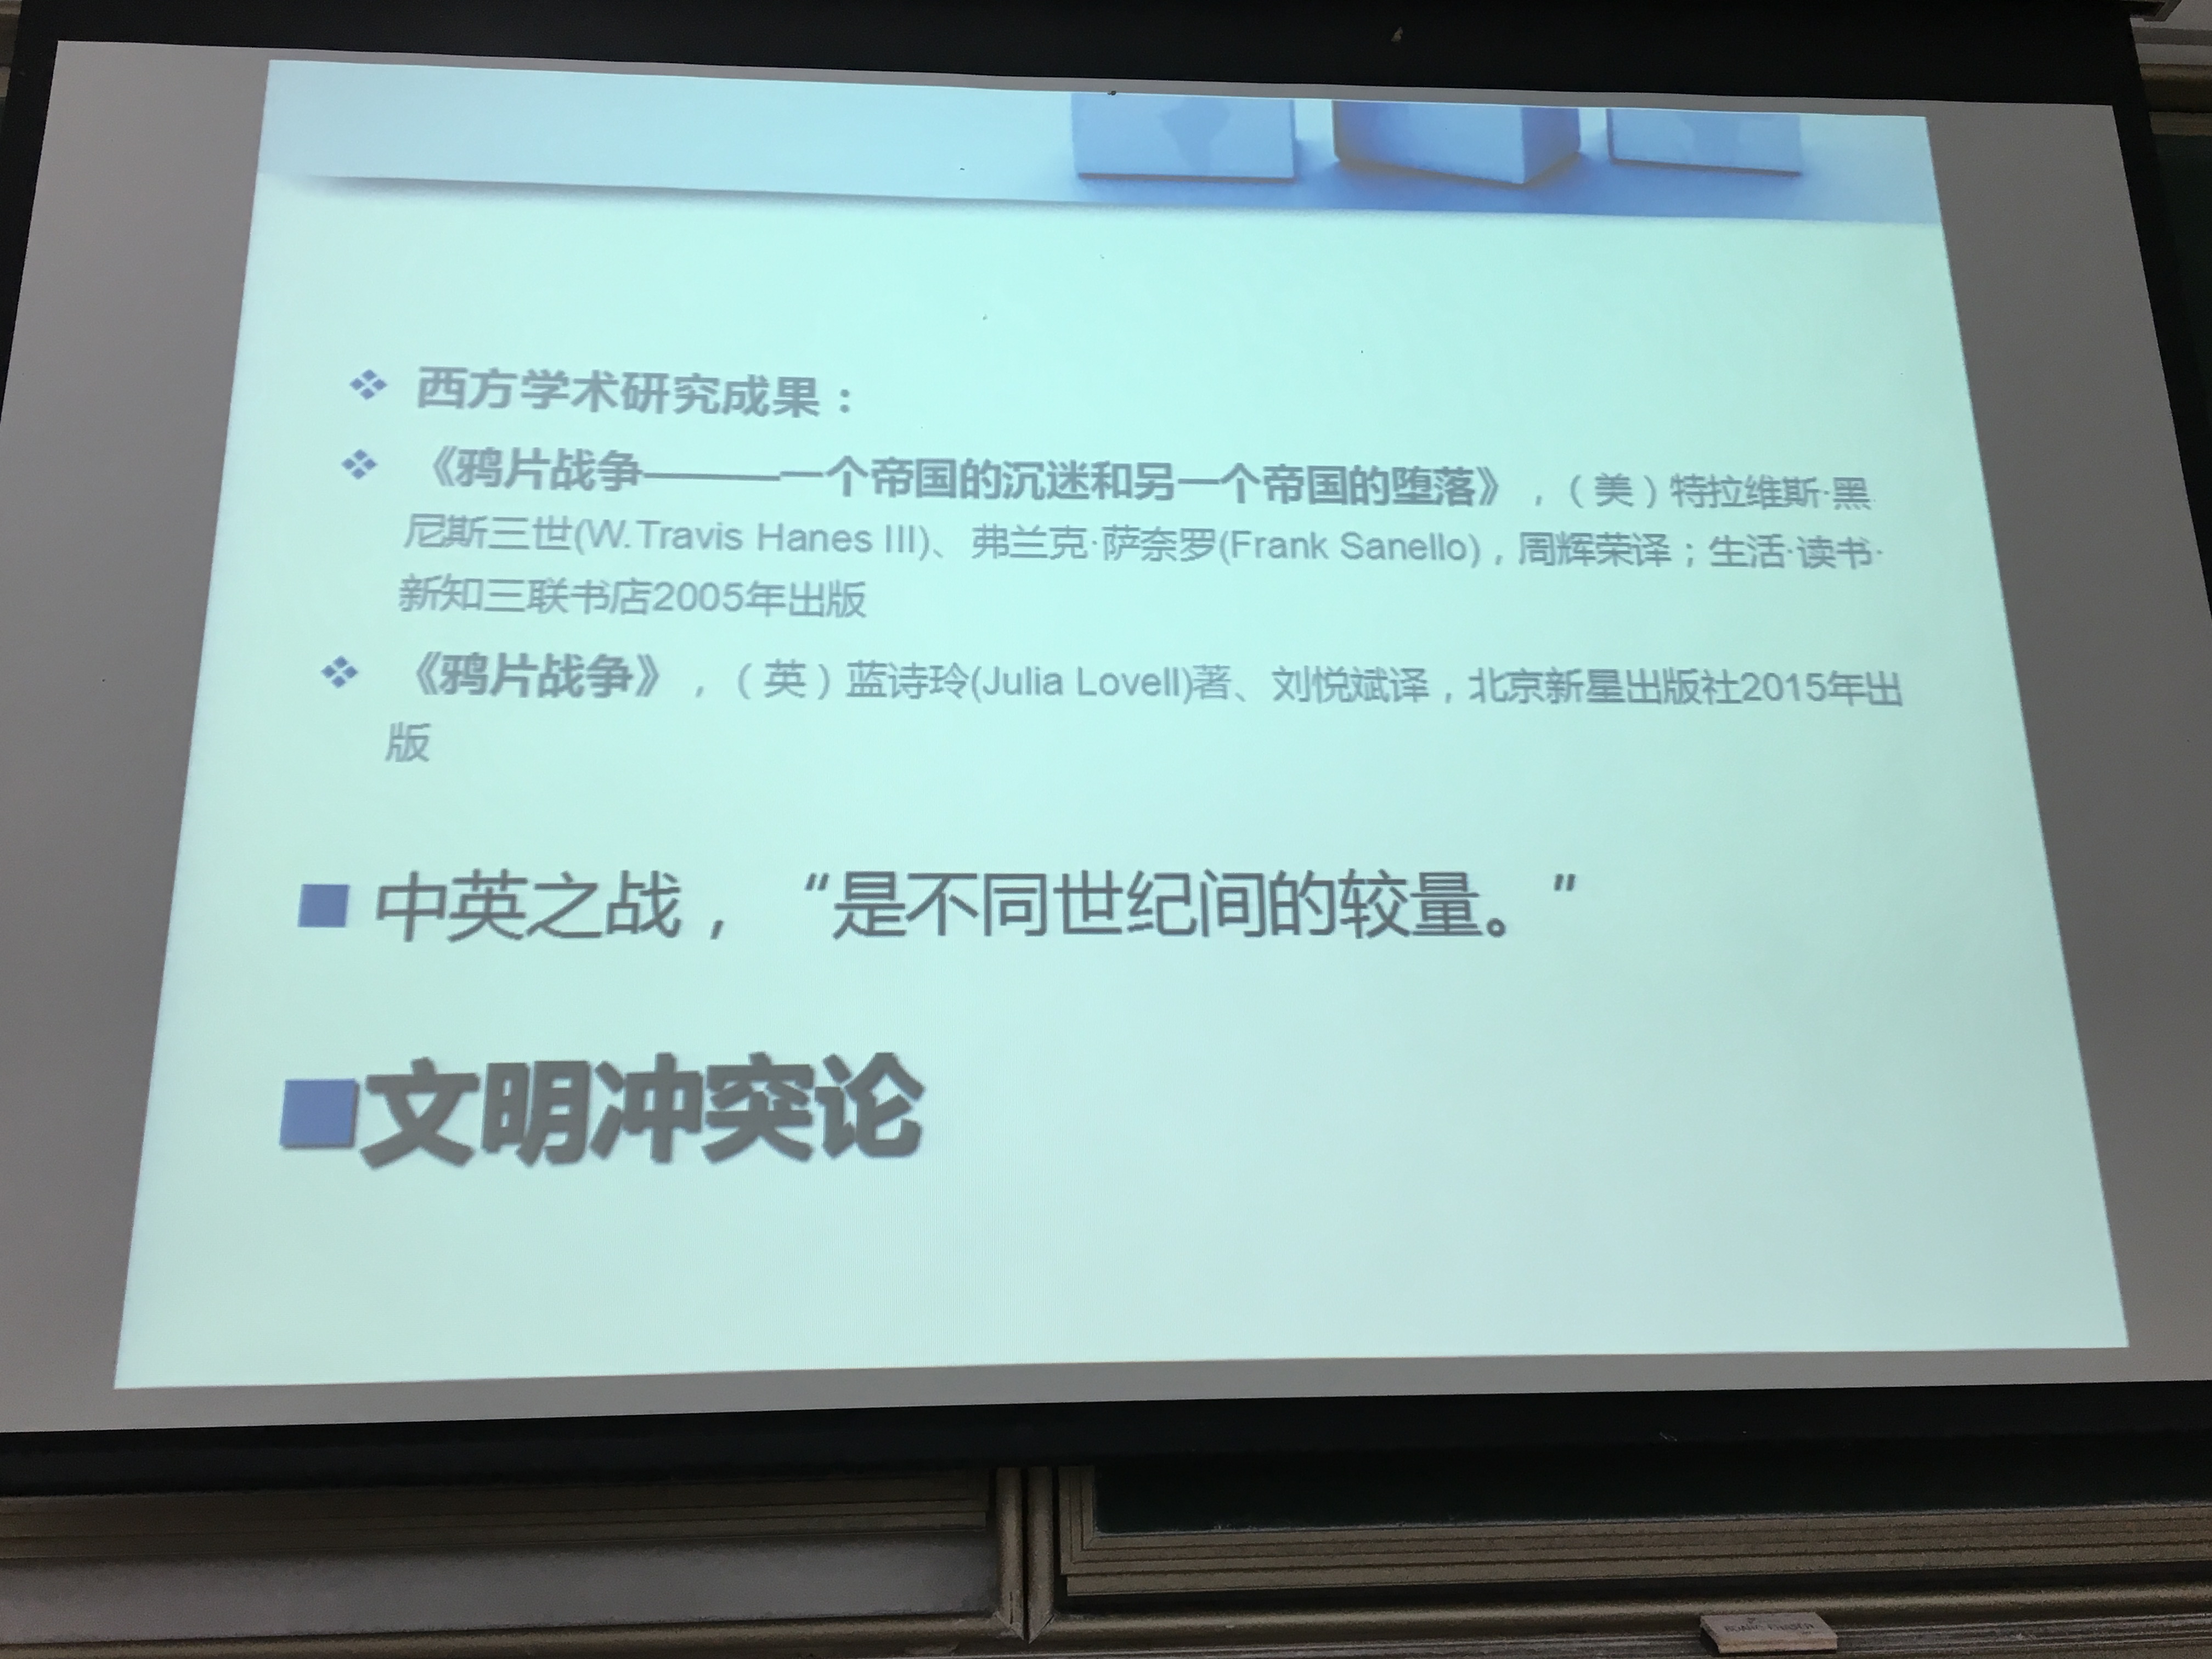 西方学术研究成果：
《鸦片战争———一个帝国的沉迷和另一个帝国的堕落》，（美）特拉维斯·黑
尼斯三世(W.Travis Hanes III)、弗兰克·萨奈罗(Frank Sanello)，周辉荣译；生活·读书·
新知三联书店2005年出版
《鸦片战争》，（英）蓝诗玲(Julia Lovell)著、刘悦斌译，北京新星出版社2015年出
版
中英之战，“是不同世纪间的较量。”
文明冲突论
BOARD ERASER